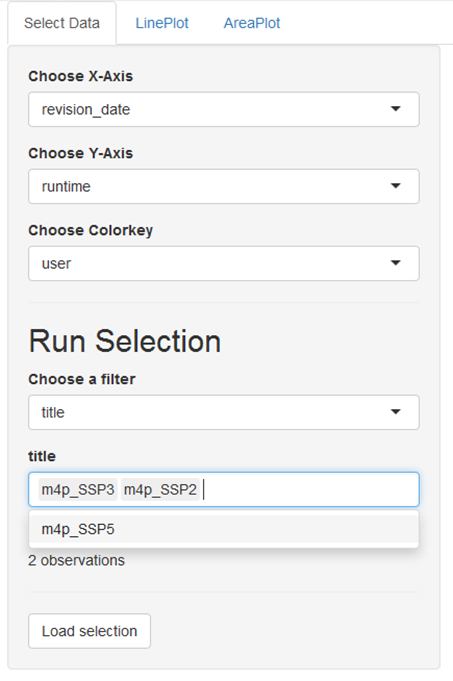 Select Data LinePlot AreaPlot
Choose X-Axis
revision_date
Choose Y-Axis
runtime
Choose Colorkey
user
Run Selection
Choose a filter
title
title
m4p_SSP3 m4p_SSP2
m4p_SSP5
2 observations
Load selection